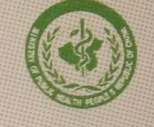 MINISTRY OF PUBLIC HEALTH PEOPLE'S REPUBLIC OF CHINA